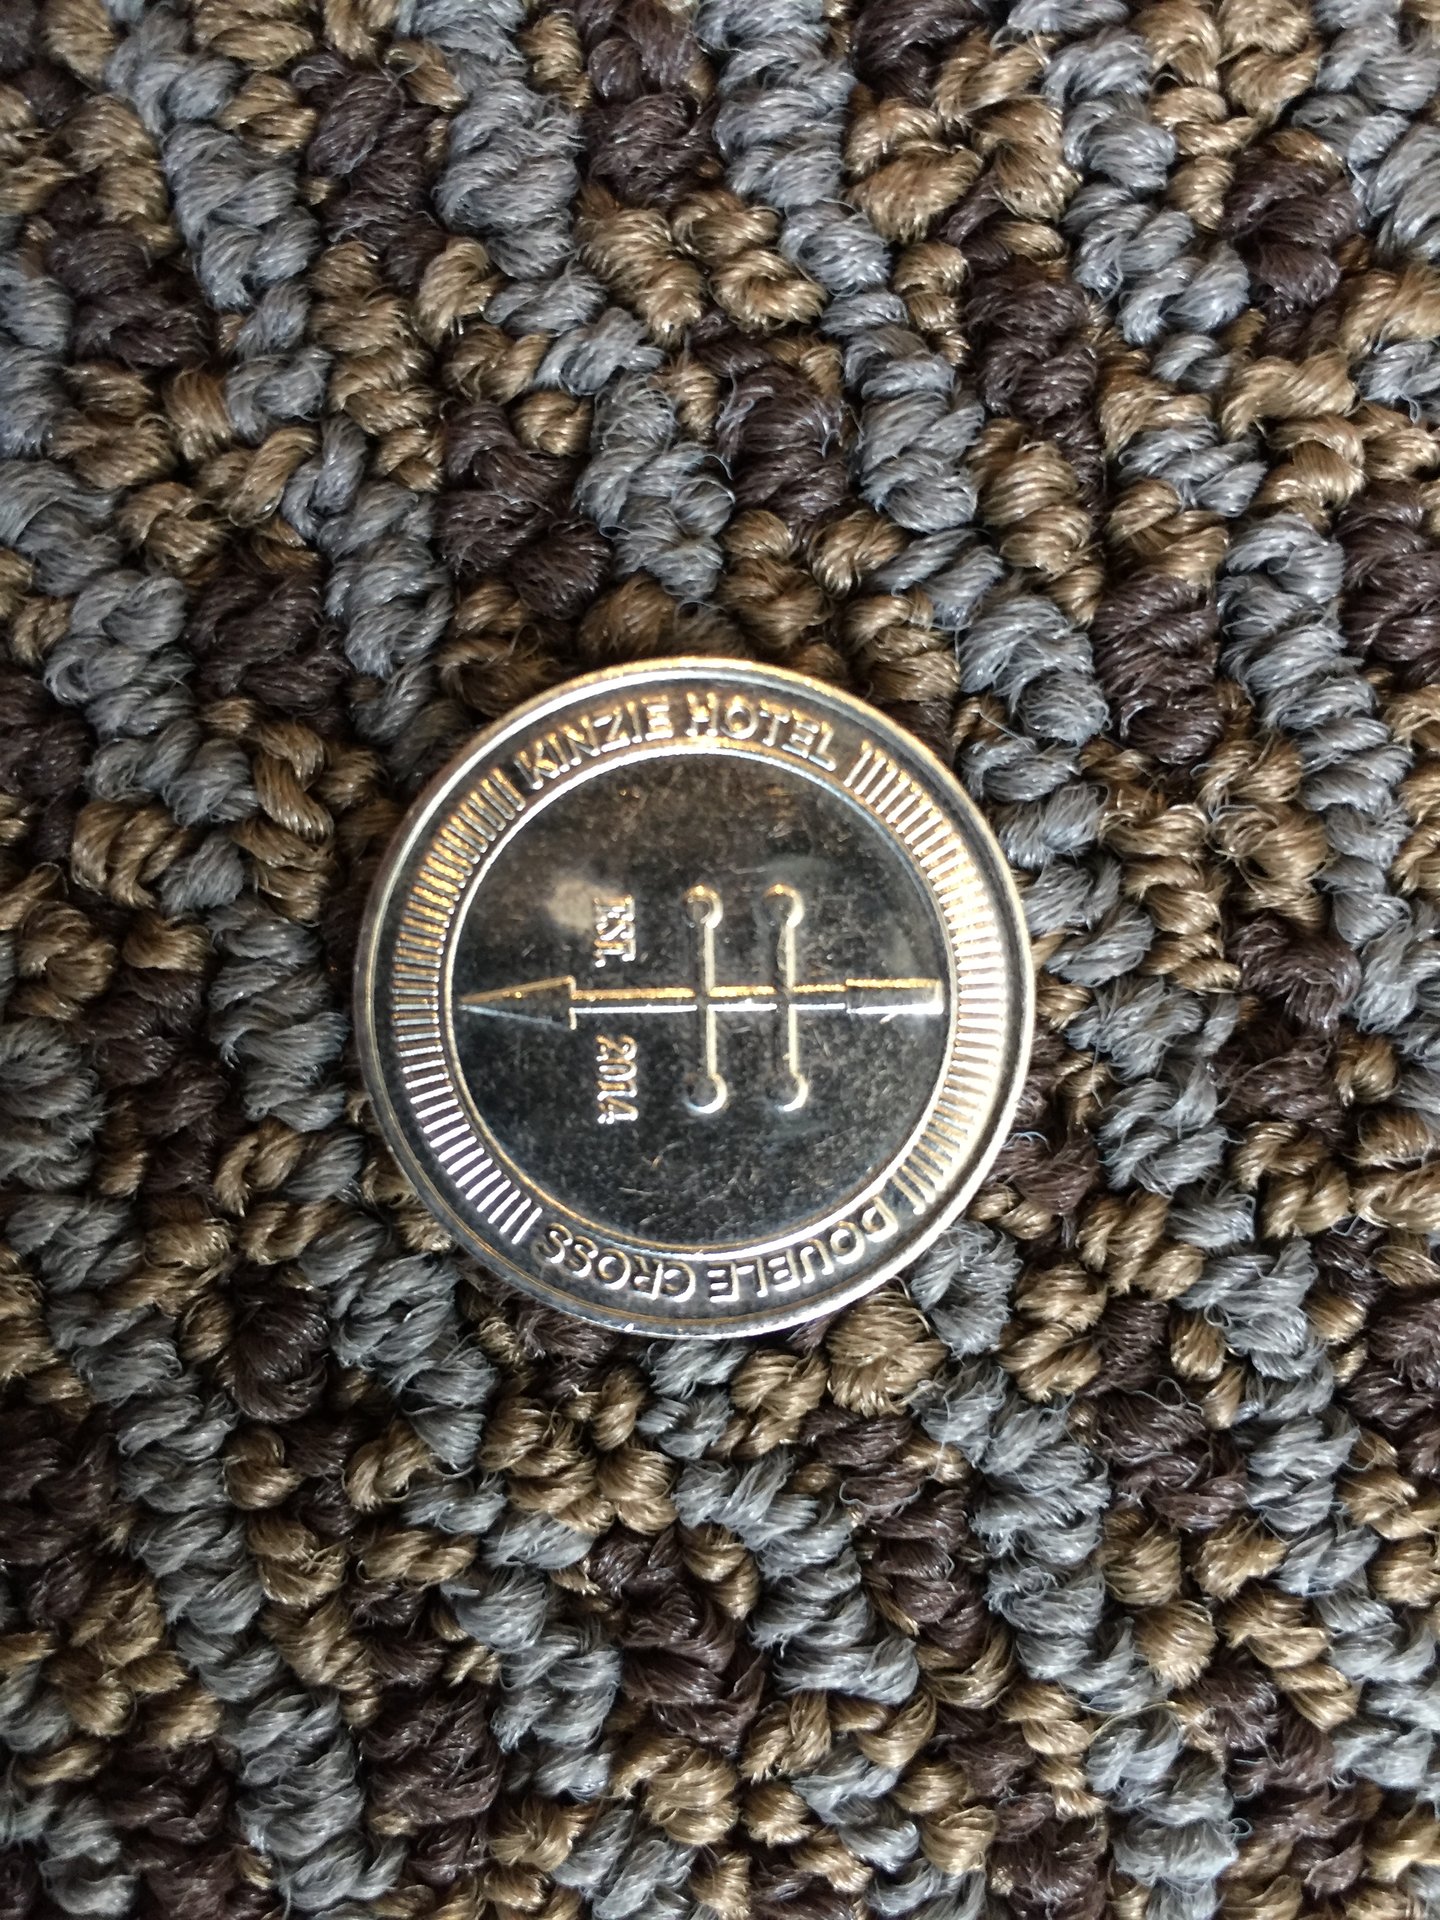 KINZIE HOTEL
EST. 2014
DOUBLE CROSS